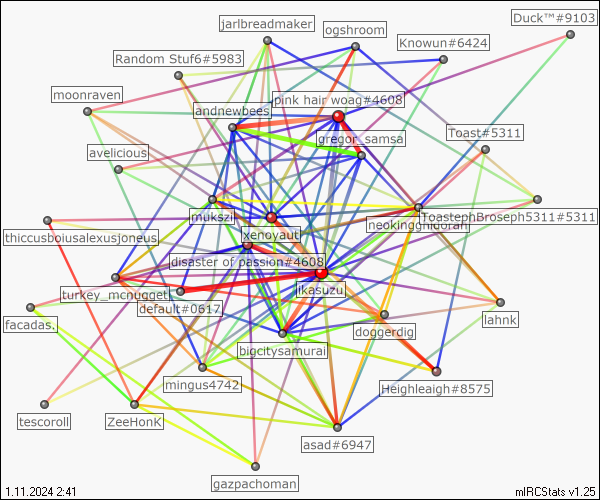 Duck™#9103
jarlbreadmaker
ogshroom
Knowun#6424
Random Stuf6#5983
moonraven
pink hair woag#4608
andnewbees
Toast#5311
gregor_samsa
avelicious
mukszi
ToastephBroseph5311#5311
neokingghidorah
xenoyauti
thiccusboiusalexusjoneus
disaster of passion#4608
turkey_mcnugget
ikasuzu
default#0617
facadas.
lahnk
doggerdig
bigcitysamurai
mingus4742
Heighleaigh#8575
tescoroll
ZeeHonK
asad#6947
gazpachoman
1.11.2024 2:41
mIRCStats v1.25